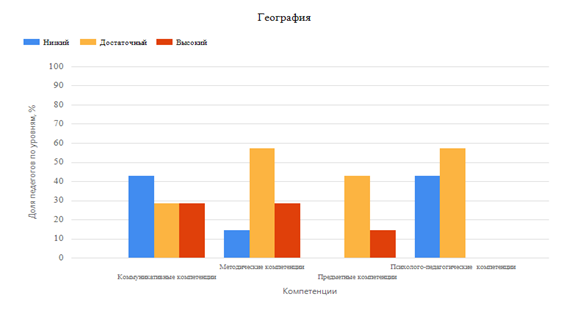 География
Низкий Достаточный Высокий
Доля педагогов по уровням, %
100
90
80
70
60
50
40
30
20
10
0
Коммуникативные компетенции
Методические компетенции
Предметные компетенции
Психолого-педагогические компетенции
Компетенции